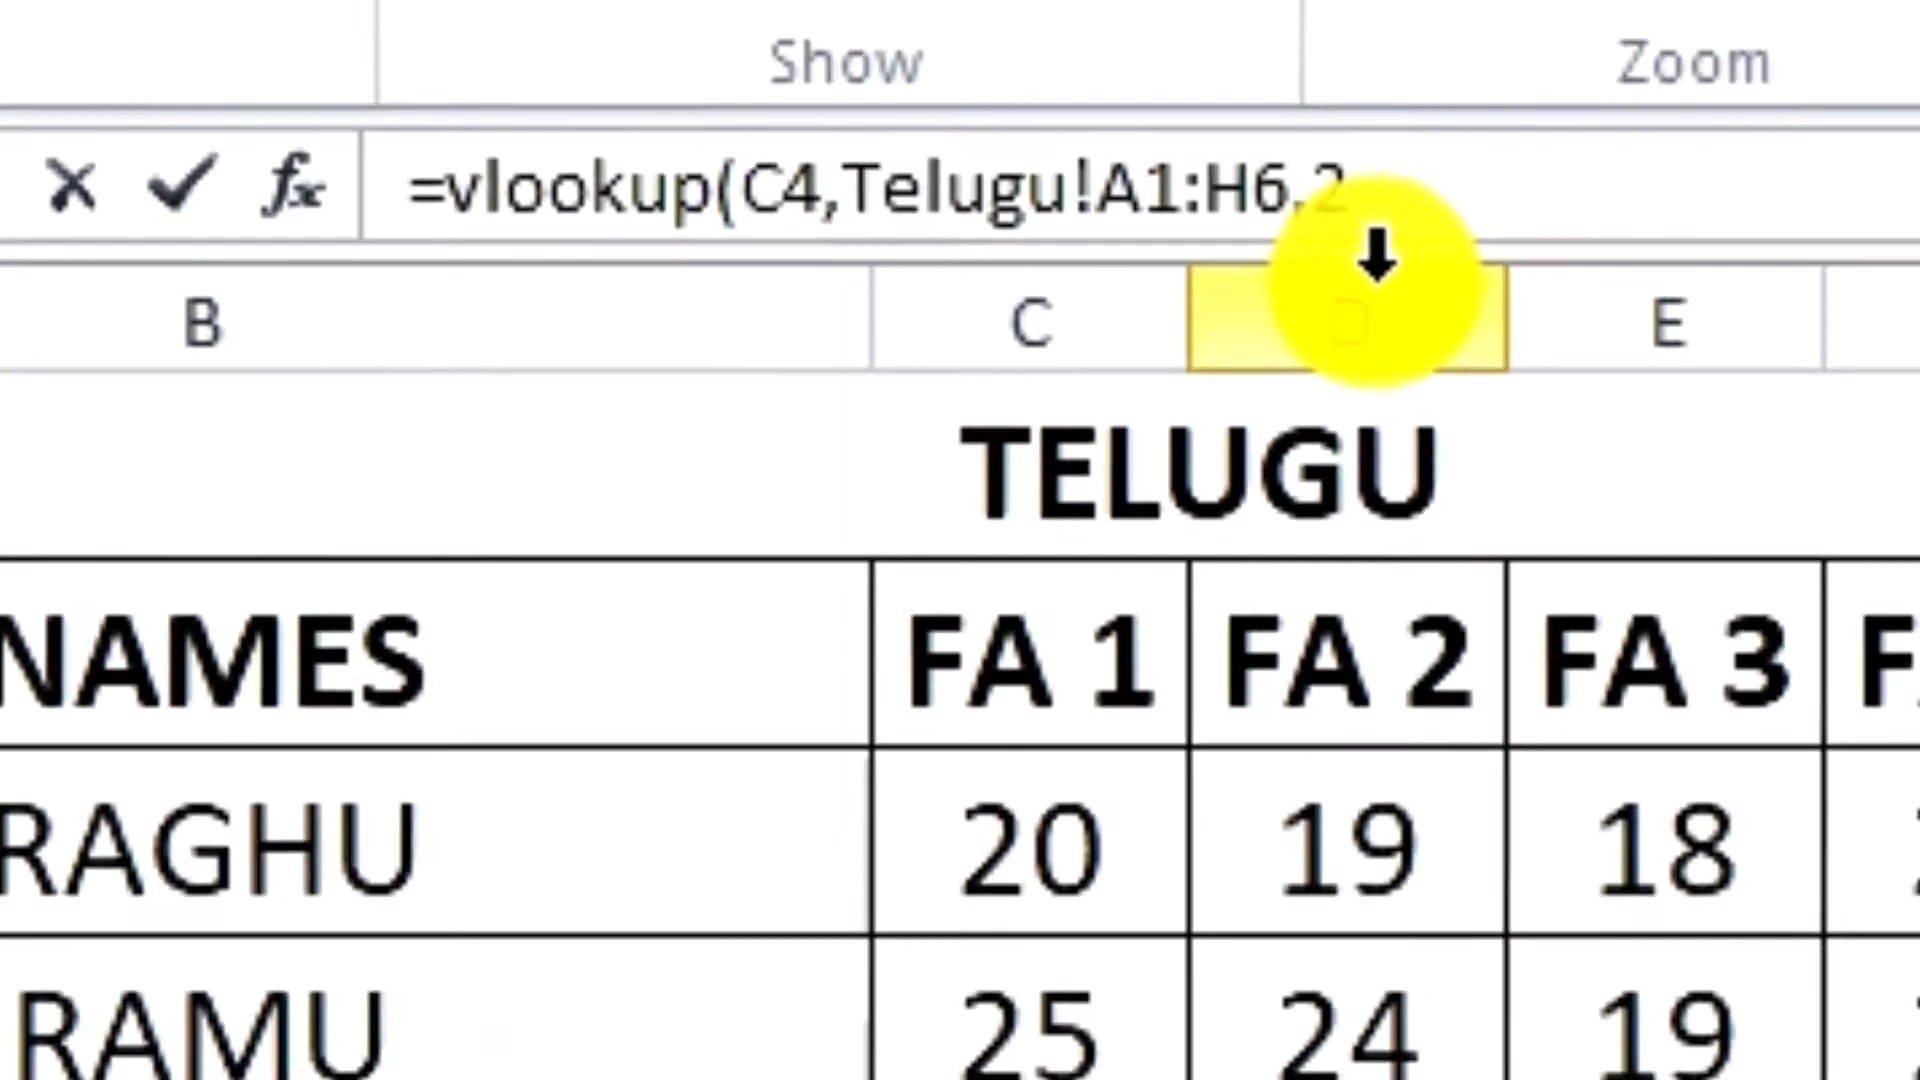 Show Zoom
fx =vlookup(C4,Telugu!A1:H6,2
B C D E
TELUGU
NAMES FA 1 FA 2 FA 3
RAGHU 20 19 18
RAMU 25 24 19